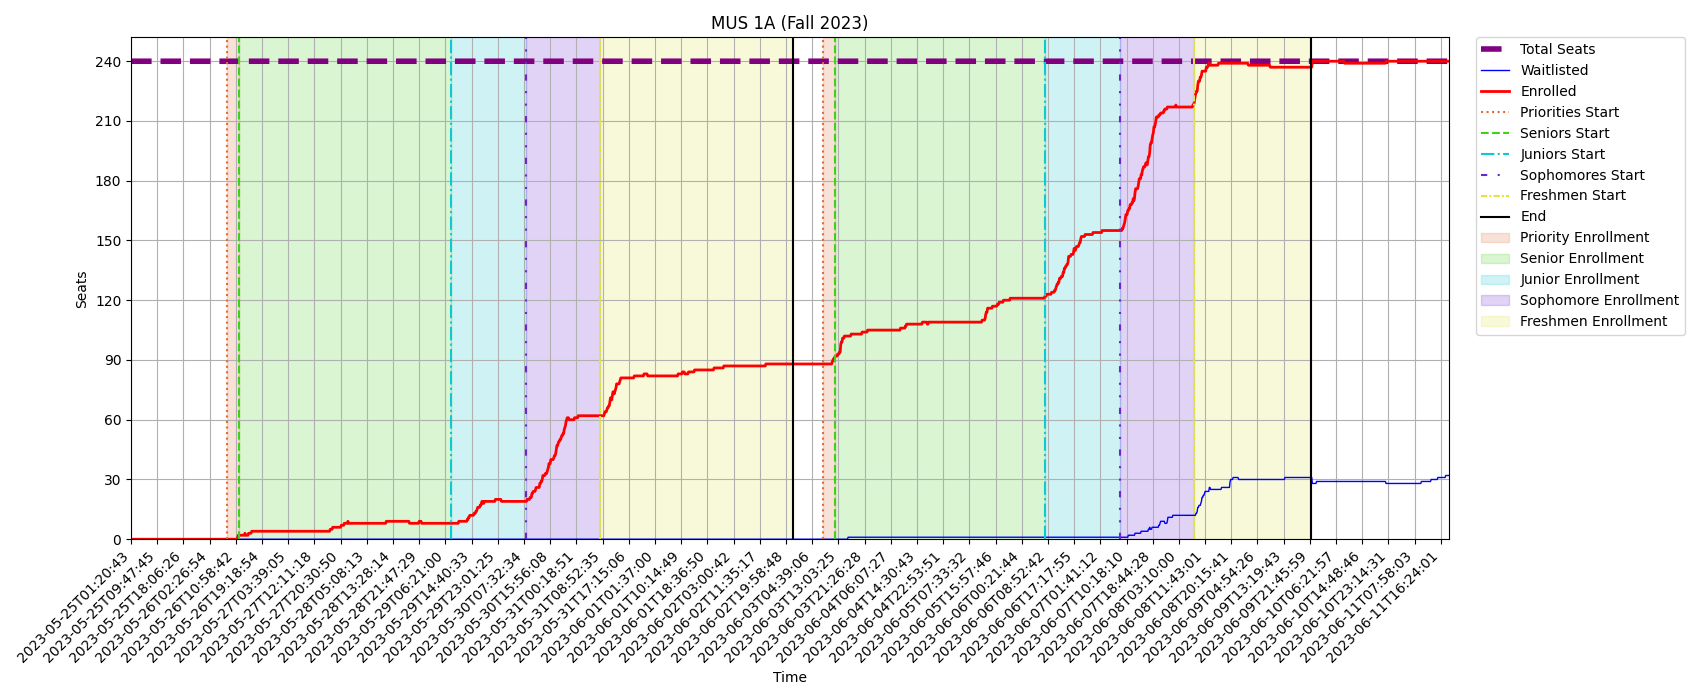 MUS 1A (Fall 2023)
Seats
240
210
180
150
120
90
60
30
0
2023-05-25T01:20:43
2023-05-25T09:47:45
2023-05-25T18:06:26
2023-05-26T02:26:54
2023-05-26T10:58:42
2023-05-26T19:18:54
2023-05-27T03:39:05
2023-05-27T12:11:18
2023-05-27T20:30:50
2023-05-28T05:08:13
2023-05-28T13:28:14
2023-05-28T21:47:29
2023-05-29T06:21:00
2023-05-29T14:40:33
2023-05-29T23:01:25
2023-05-30T07:32:34
2023-05-30T15:56:08
2023-05-31T00:18:51
2023-05-31T08:52:35
2023-05-31T17:15:06
2023-06-01T01:37:00
2023-06-01T10:14:49
2023-06-01T18:36:50
2023-06-02T03:00:42
2023-06-02T11:35:17
2023-06-02T19:58:48
2023-06-03T04:39:06
2023-06-03T13:03:25
2023-06-03T21:26:28
2023-06-04T06:07:27
2023-06-04T14:30:43
2023-06-04T22:53:51
2023-06-05T07:33:32
2023-06-05T15:57:46
2023-06-06T00:21:44
2023-06-06T08:52:42
2023-06-06T17:17:55
2023-06-07T01:41:12
2023-06-07T10:18:10
2023-06-07T18:44:28
2023-06-08T03:10:00
2023-06-08T11:43:01
2023-06-08T20:15:41
2023-06-09T04:54:26
2023-06-09T13:19:43
2023-06-09T21:45:59
2023-06-10T06:21:57
2023-06-10T14:48:46
2023-06-10T23:14:31
2023-06-11T07:58:03
2023-06-11T16:24:01
Time
Total Seats
Waitlisted
Enrolled
Priorities Start
Seniors Start
Juniors Start
Sophomores Start
Freshmen Start
End
Priority Enrollment
Senior Enrollment
Junior Enrollment
Sophomore Enrollment
Freshmen Enrollment